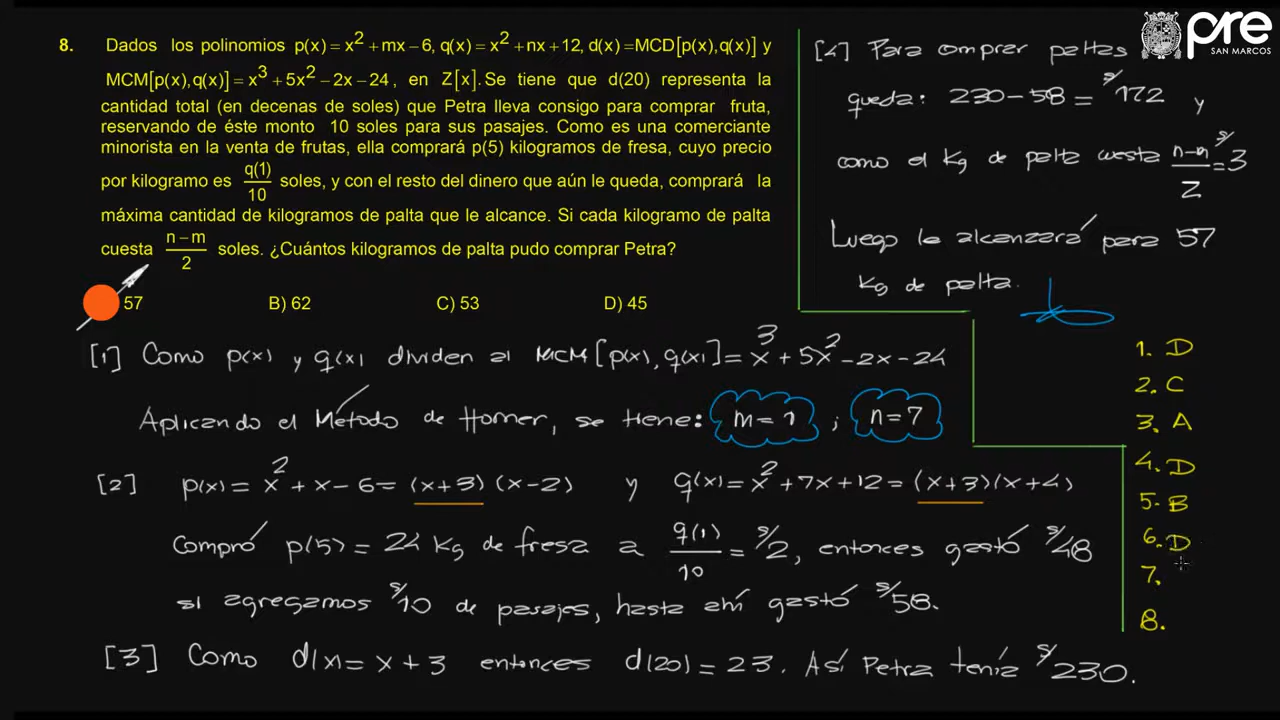 pre
SAN MARCOS
8. Dados los polinomios p(x) = x² + mx − 6, q(x) = x² + nx + 12, d(x) = MCD[p(x),q(x)] y
MCM[p(x),q(x)] = x³ + 5x² − 2x − 24, en Z[x]. Se tiene que d(20) representa la
cantidad total (en decenas de soles) que Petra lleva consigo para comprar fruta,
reservando de éste monto 10 soles para sus pasajes. Como es una comerciante
minorista en la venta de frutas, ella comprará p(5) kilogramos de fresa, cuyo precio
por kilogramo es q(1)/10 soles, y con el resto del dinero que aún le queda, comprará la
máxima cantidad de kilogramos de palta que le alcance. Si cada kilogramo de palta
cuesta n−m/2 soles. ¿Cuántos kilogramos de palta pudo comprar Petra?
57 B) 62 C) 53 D) 45
[1] Como p(x) y q(x) dividen al MCM[p(x), q(x)] = x³ + 5x² − 2x − 24
Aplicando el Método de Horner, se tiene: m = 1 ; n = 7
[2] p(x) = x² + x − 6 = (x+3)(x−2) y q(x) = x² + 7x + 12 = (x+3)(x+4)
Compró p(5) = 24 Kg de fresa a q(1)/10 = S/2, entonces gastó S/48
si agregamos S/10 de pasajes, hasta ahí gastó S/58.
[3] Como d(x) = x + 3 entonces d(20) = 23. Así Petra tenía S/230.
[4] Para comprar paltas
queda: 230 − 58 = S/172 y
como el Kg de palta cuesta n−m/2 = S/3
Luego le alcanzará para 57
Kg de palta.
1. D
2. C
3. A
4. D
5. B
6. D
7.
8.